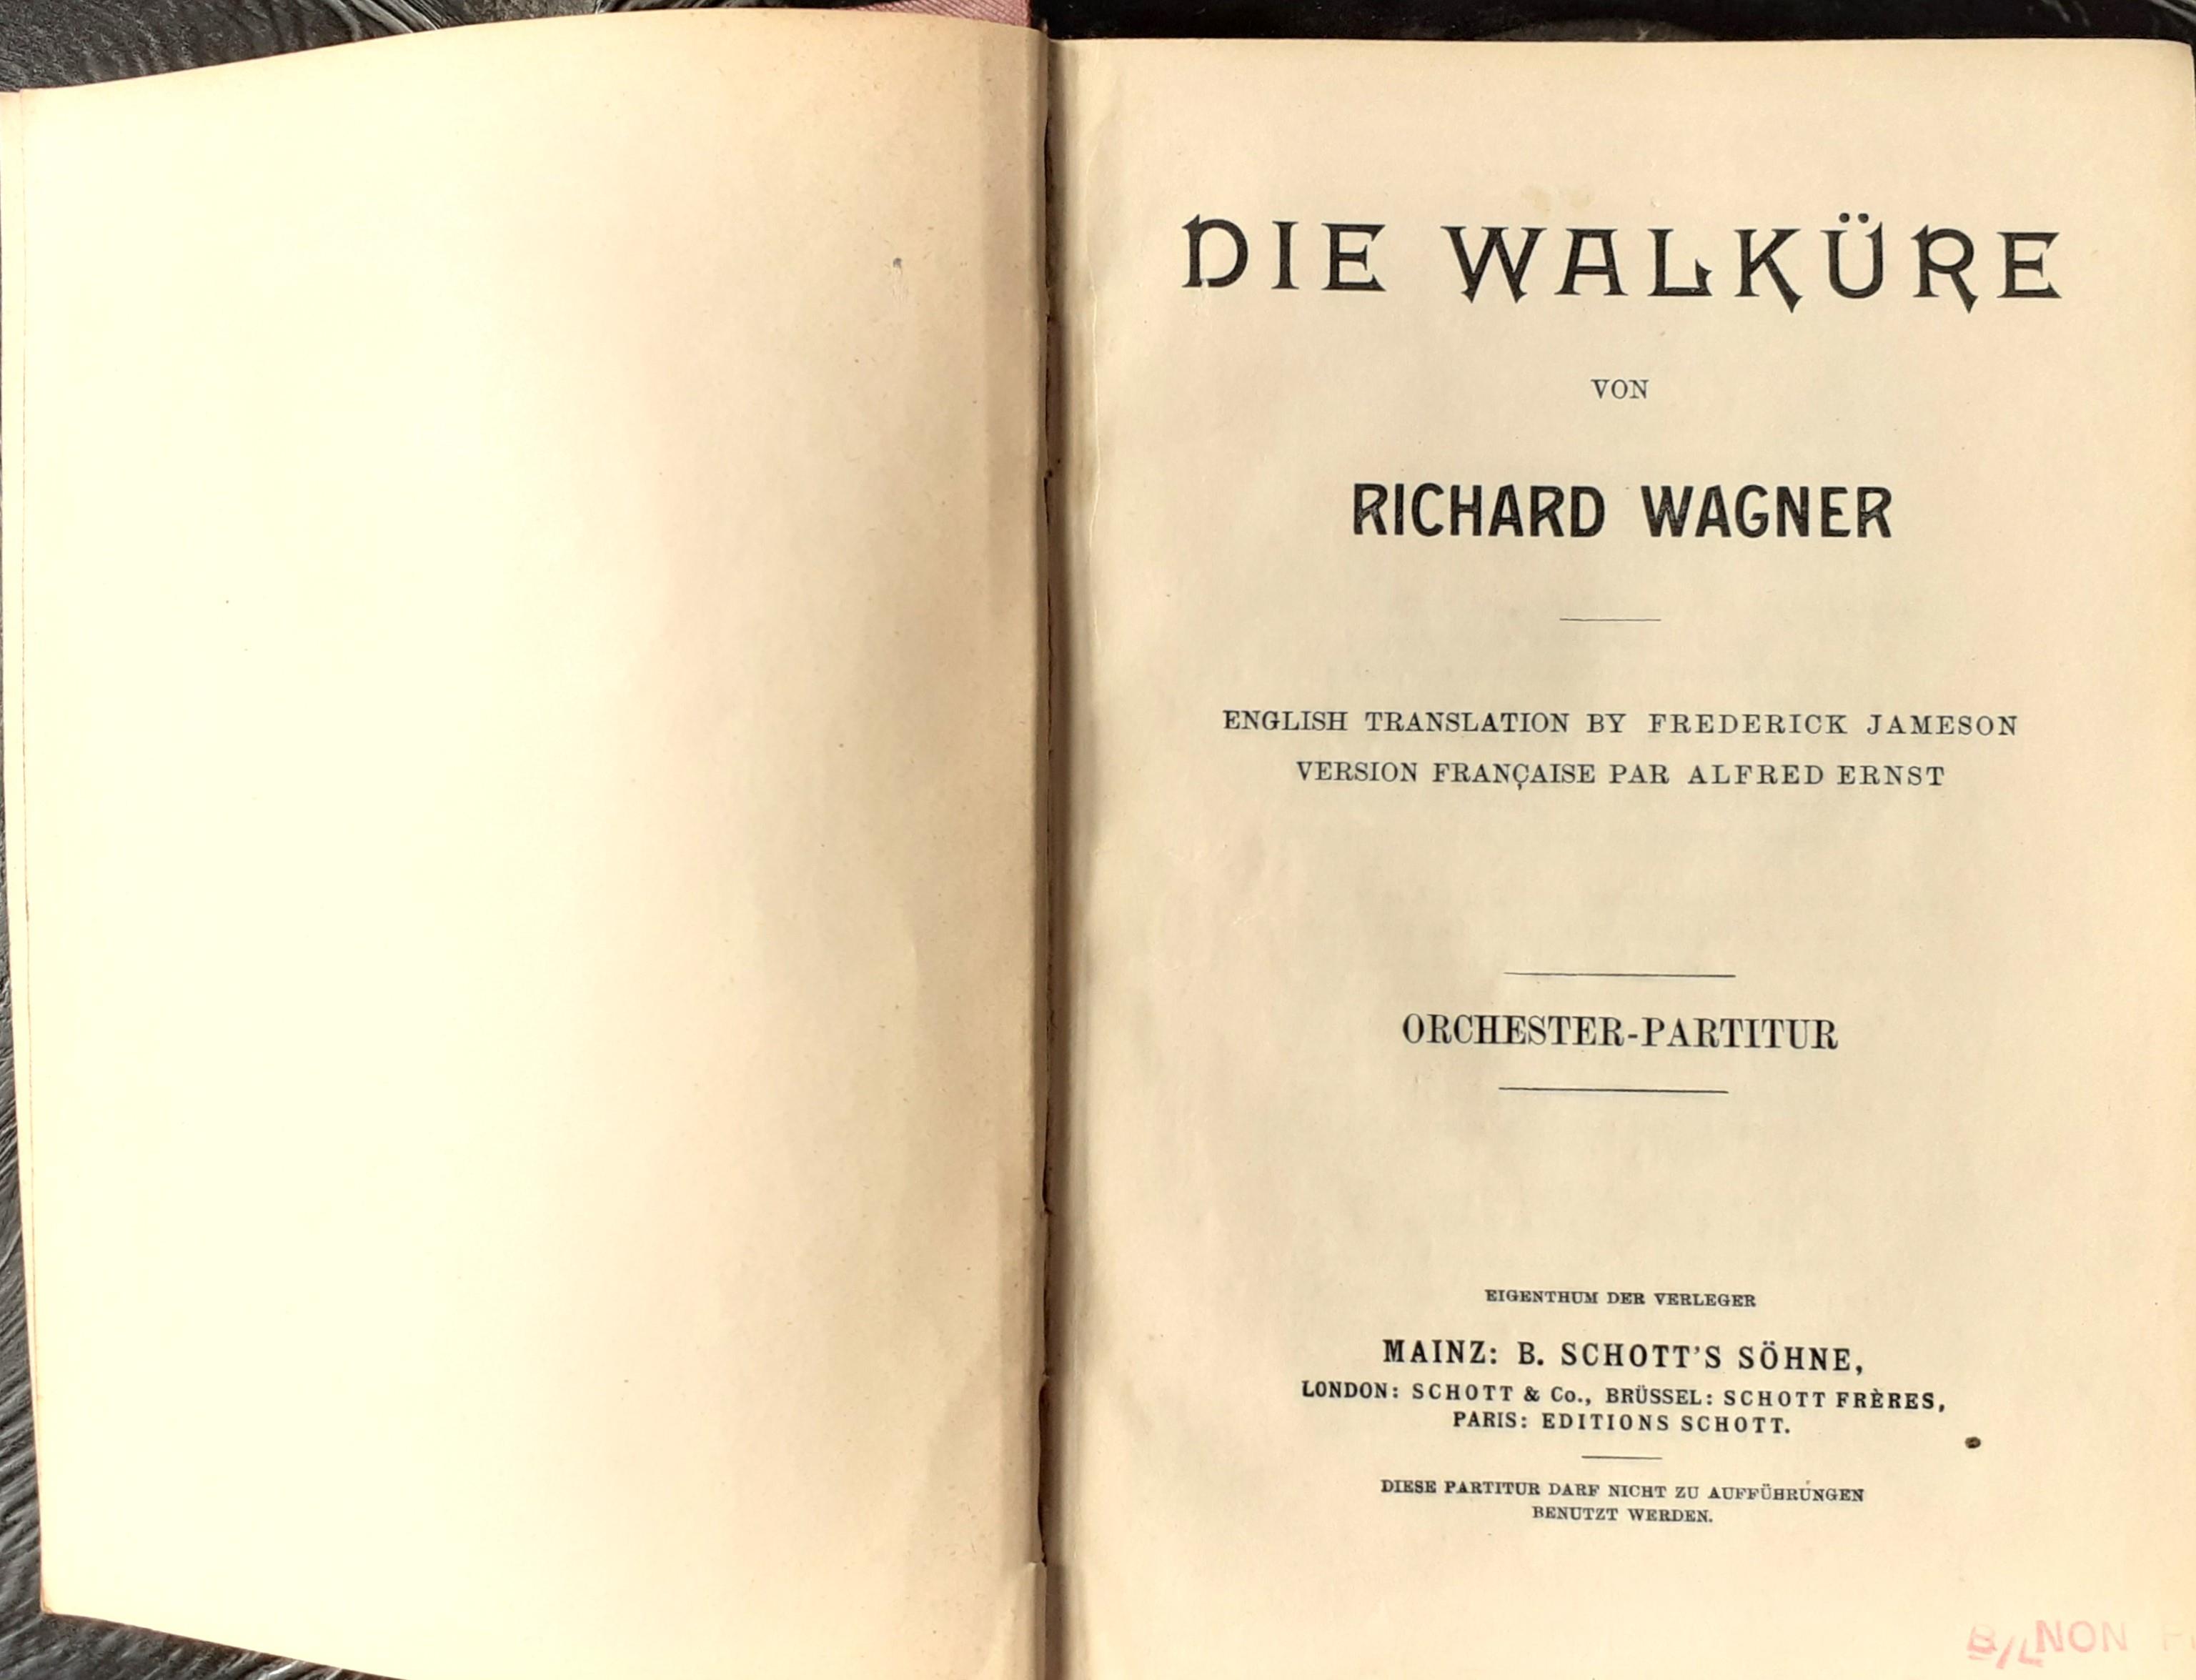 DIE WALKÜRE
VON
RICHARD WAGNER
ENGLISH TRANSLATION BY FREDERICK JAMESON
VERSION FRANÇAISE PAR ALFRED ERNST
ORCHESTER-PARTITUR
EIGENTHUM DER VERLEGER
MAINZ: B. SCHOTT'S SÖHNE,
LONDON: SCHOTT & Co., BRÜSSEL: SCHOTT FRÈRES,
PARIS: EDITIONS SCHOTT.
DIESE PARTITUR DARF NICHT ZU AUFFÜHRUNGEN
BENUTZT WERDEN.
B/L NON